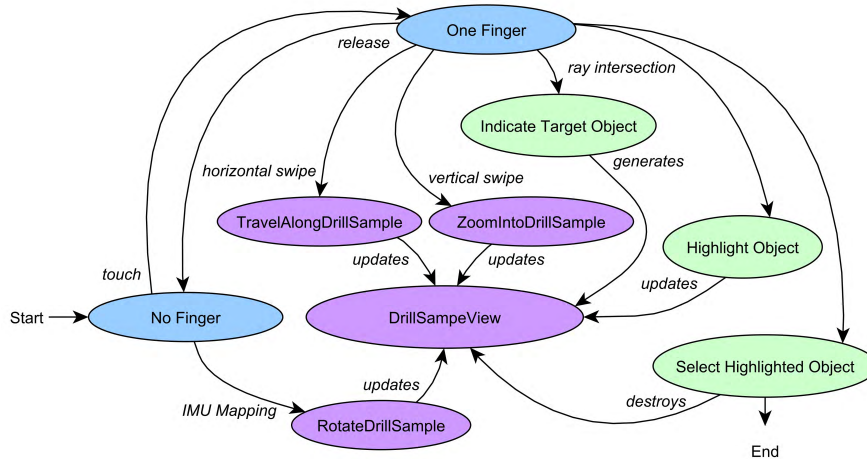 One Finger
release
ray intersection
Indicate Target Object
generates
horizontal swipe
vertical swipe
TravelAlongDrillSample
ZoomIntoDrillSample
Highlight Object
updates
updates
updates
touch
Start
No Finger
DrillSampeView
Select Highlighted Object
updates
destroys
IMU Mapping
RotateDrillSample
End